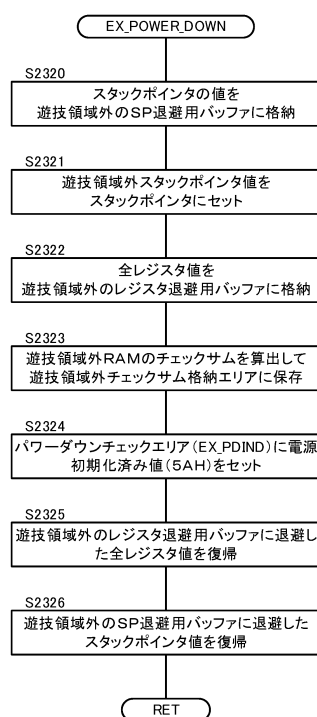 EX_POWER_DOWN
S2320
スタックポインタの値を
遊技領域外のSP退避用バッファに格納
S2321
遊技領域外スタックポインタ値を
スタックポインタにセット
S2322
全レジスタ値を
遊技領域外のレジスタ退避用バッファに格納
S2323
遊技領域外RAMのチェックサムを算出して
遊技領域外チェックサム格納エリアに保存
S2324
パワーダウンチェックエリア(EX_PDIND)に電源
初期化済み値(5AH)をセット
S2325
遊技領域外のレジスタ退避用バッファに退避し
た全レジスタ値を復帰
S2326
遊技領域外のSP退避用バッファに退避した
スタックポインタ値を復帰
RET